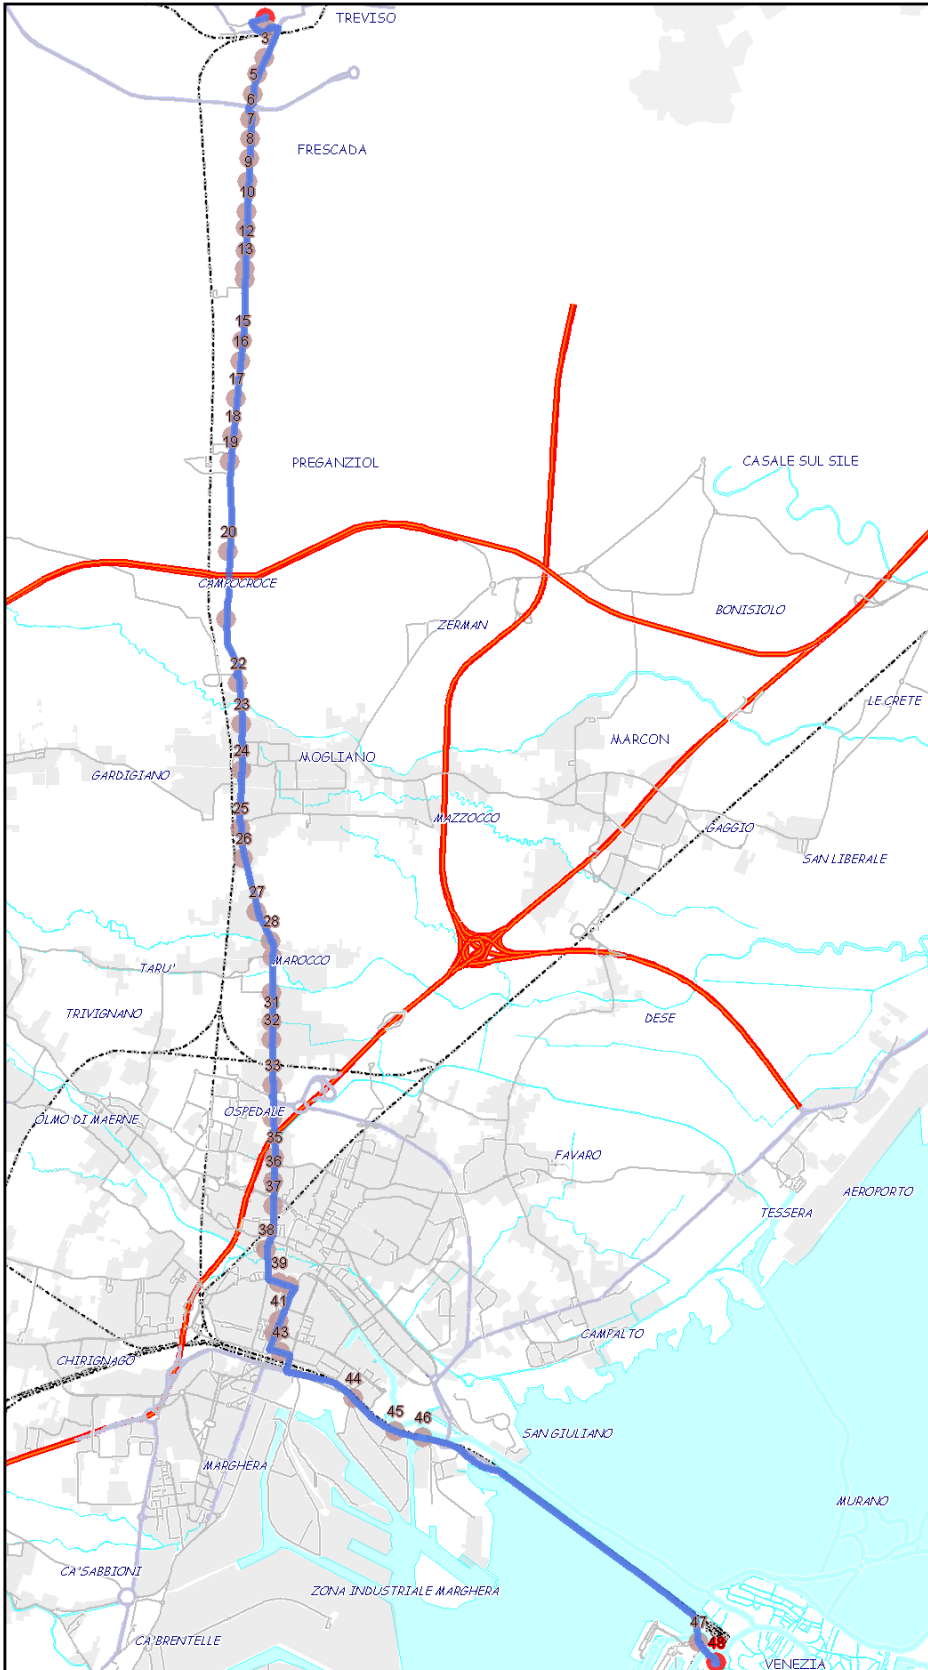 TREVISO
3
5
6
7
FRESCADA
8
9
10
12
13
15
16
17
18
19
PREGANZIOL
CASALE SUL SILE
20
CAMPOCROCE
BONISIOLO
ZERMAN
22
LE CRETE
23
MARCON
24
MOGLIANO
GARDIGIANO
25
MAZZOCCO
GAGGIO
26
SAN LIBERALE
27
28
MAROCCO
TARU'
31
TRIVIGNANO
32
DESE
33
OSPEDALE
OLMO DI MAERNE
35
FAVARO
36
37
AEROPORTO
TESSERA
38
39
41
43
CAMPALTO
CHIRIGNAGO
44
45
46
SAN GIULIANO
MARGHERA
MURANO
CA'SABBIONI
ZONA INDUSTRIALE MARGHERA
47
CA'BRENTELLE
48
VENEZIA